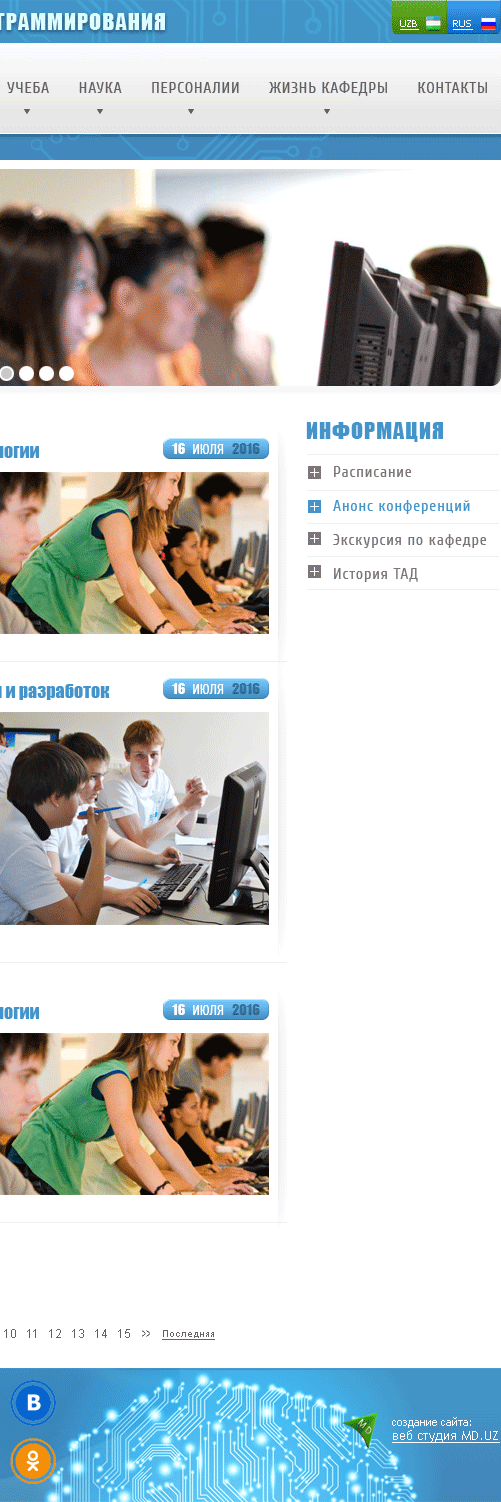 ГРАММИРОВАНИЯ
UZB RUS
УЧЕБА НАУКА ПЕРСОНАЛИИ ЖИЗНЬ КАФЕДРЫ КОНТАКТЫ
ИНФОРМАЦИЯ
Расписание
Анонс конференций
Экскурсия по кафедре
История ТАД
логии 16 ИЮЛЯ 2016
и разработок 16 ИЮЛЯ 2016
логии 16 ИЮЛЯ 2016
10 11 12 13 14 15 >> Последняя
MD
создание сайта:
веб студия MD.UZ